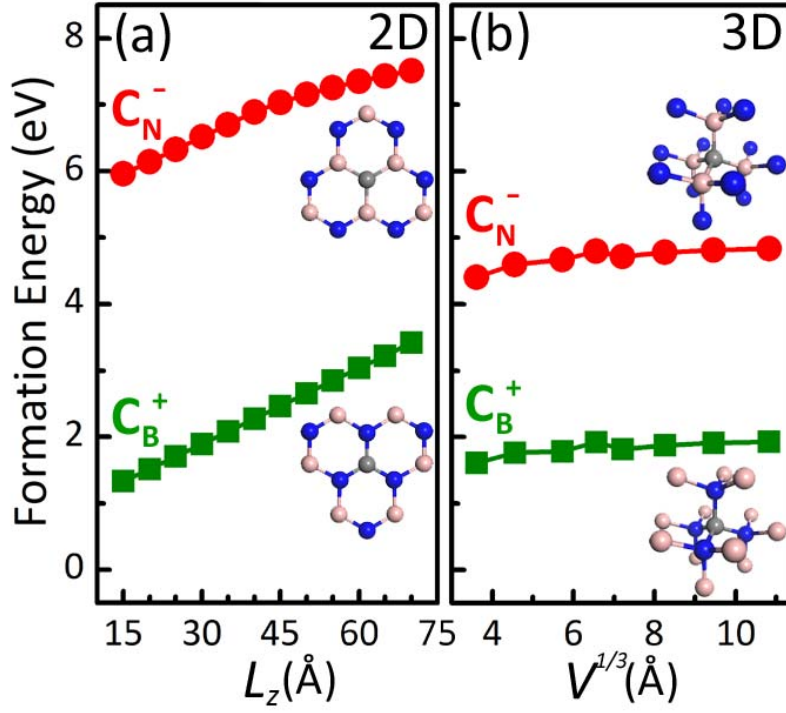 (a) 2D
(b) 3D
Formation Energy (eV)
8
6
4
2
0
C_N^-
C_B^+
C_N^-
C_B^+
15 30 45 60 75
4 6 8 10
L_z(Å)
V^{1/3}(Å)